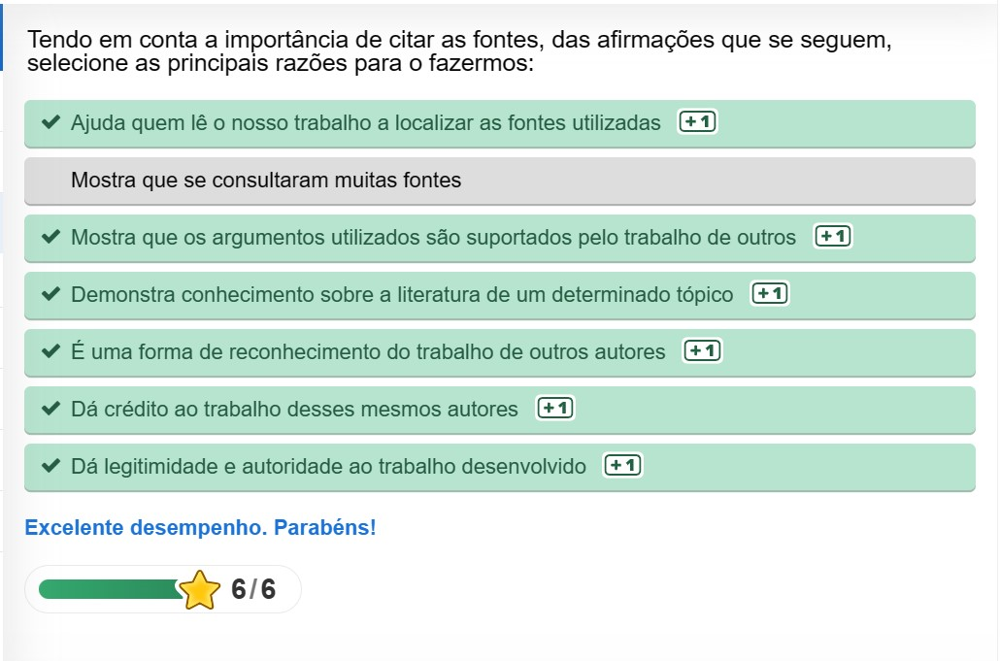 Tendo em conta a importância de citar as fontes, das afirmações que se seguem,
selecione as principais razões para o fazermos:
Ajuda quem lê o nosso trabalho a localizar as fontes utilizadas +1
Mostra que se consultaram muitas fontes
Mostra que os argumentos utilizados são suportados pelo trabalho de outros +1
Demonstra conhecimento sobre a literatura de um determinado tópico +1
É uma forma de reconhecimento do trabalho de outros autores +1
Dá crédito ao trabalho desses mesmos autores +1
Dá legitimidade e autoridade ao trabalho desenvolvido +1
Excelente desempenho. Parabéns!
6/6